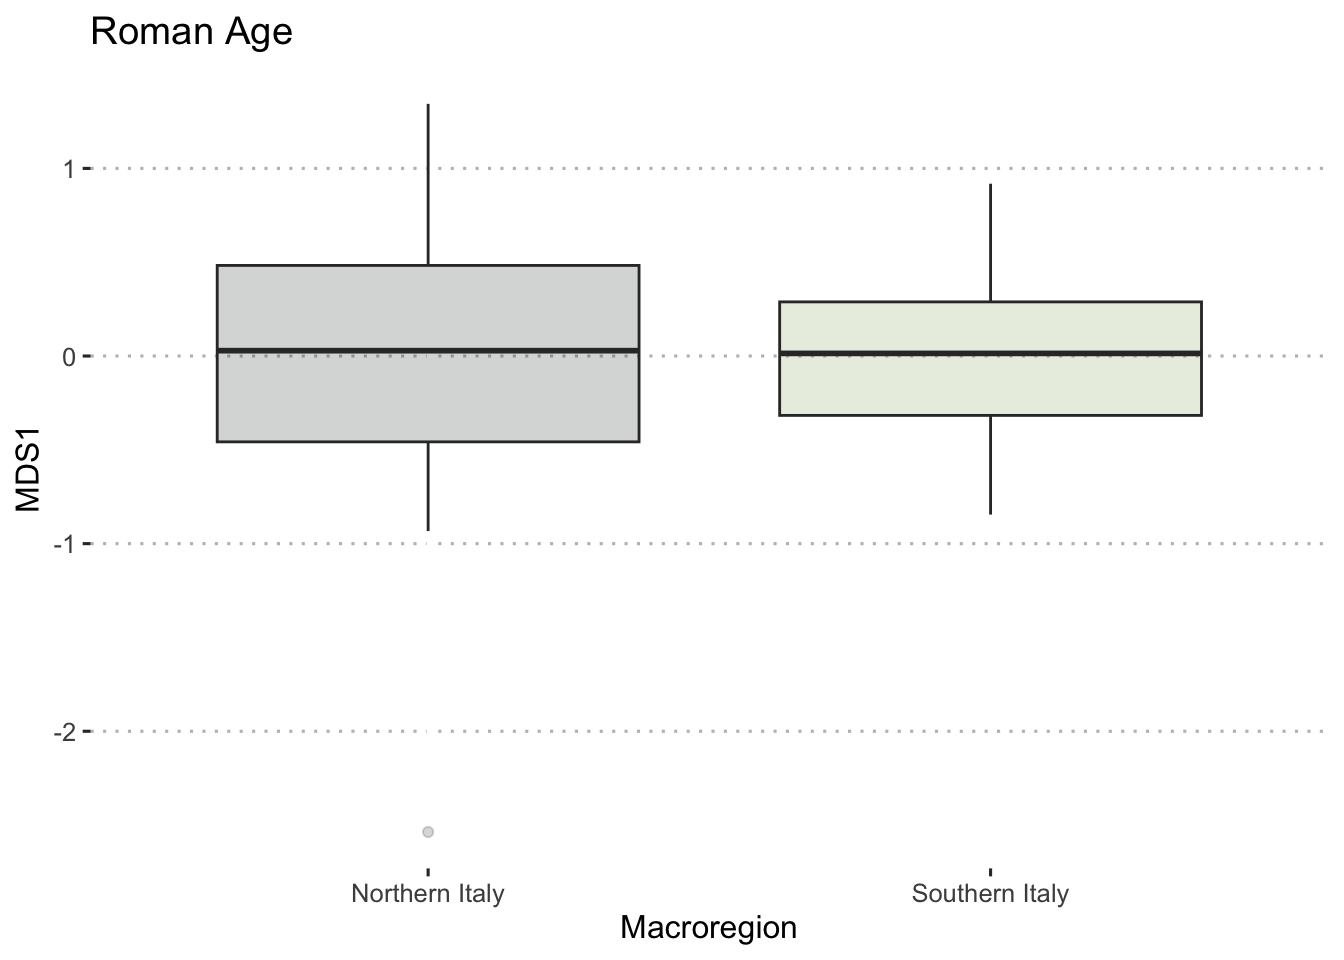 Roman Age
1
0
-1
-2
MDS1
Northern Italy
Southern Italy
Macroregion